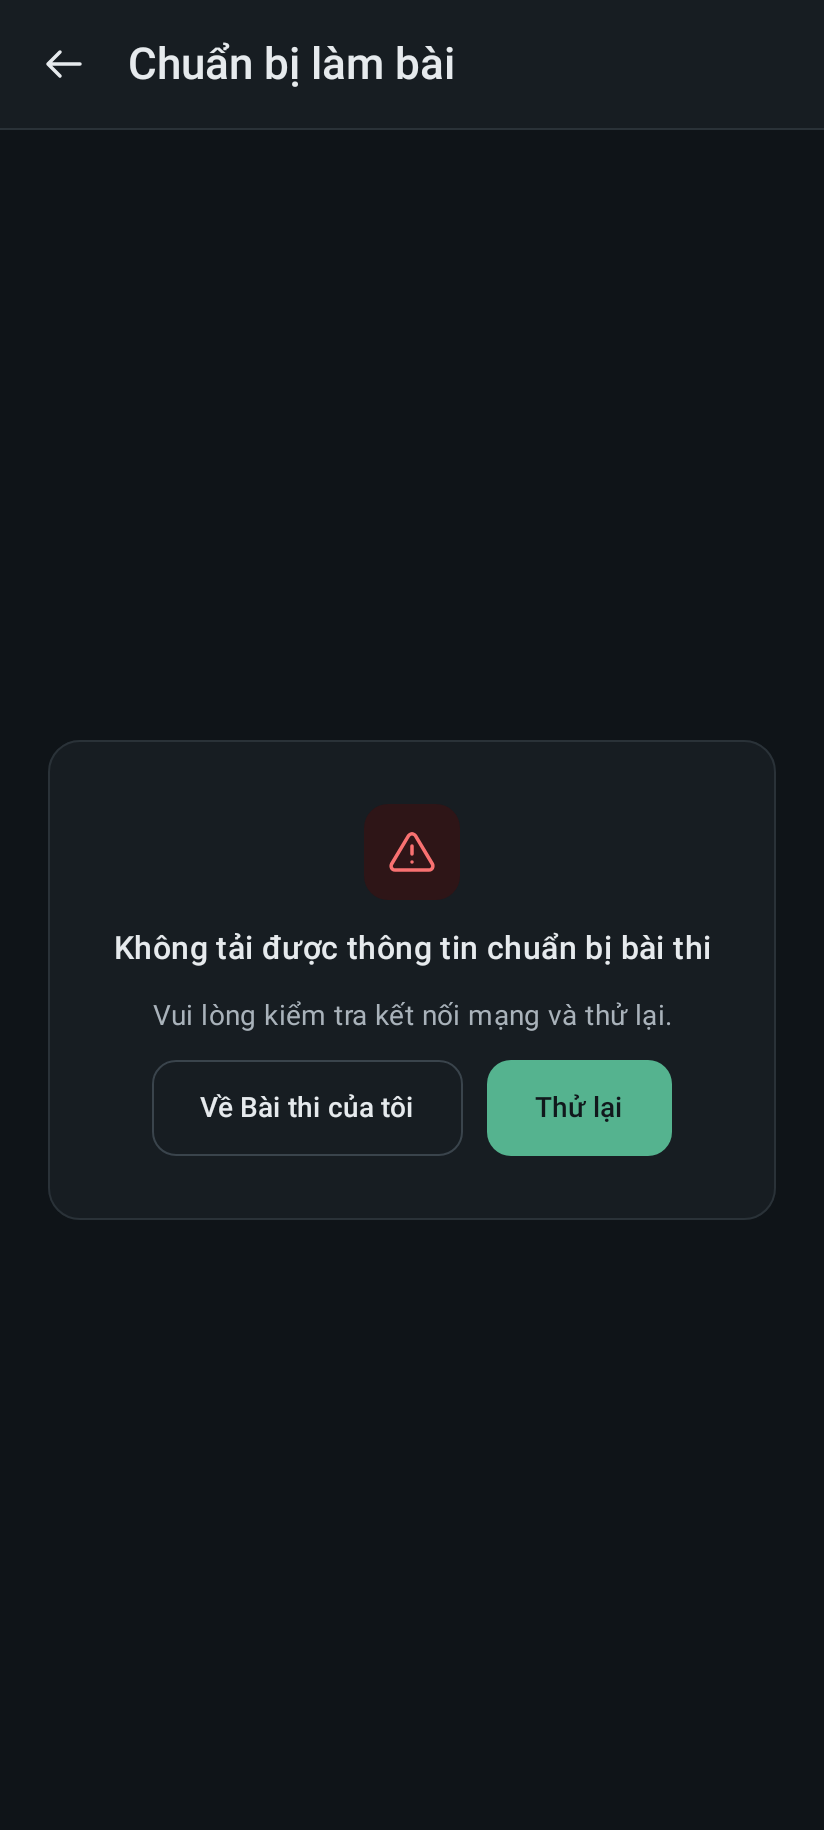 Chuẩn bị làm bài
Không tải được thông tin chuẩn bị bài thi
Vui lòng kiểm tra kết nối mạng và thử lại.
Về Bài thi của tôi
Thử lại